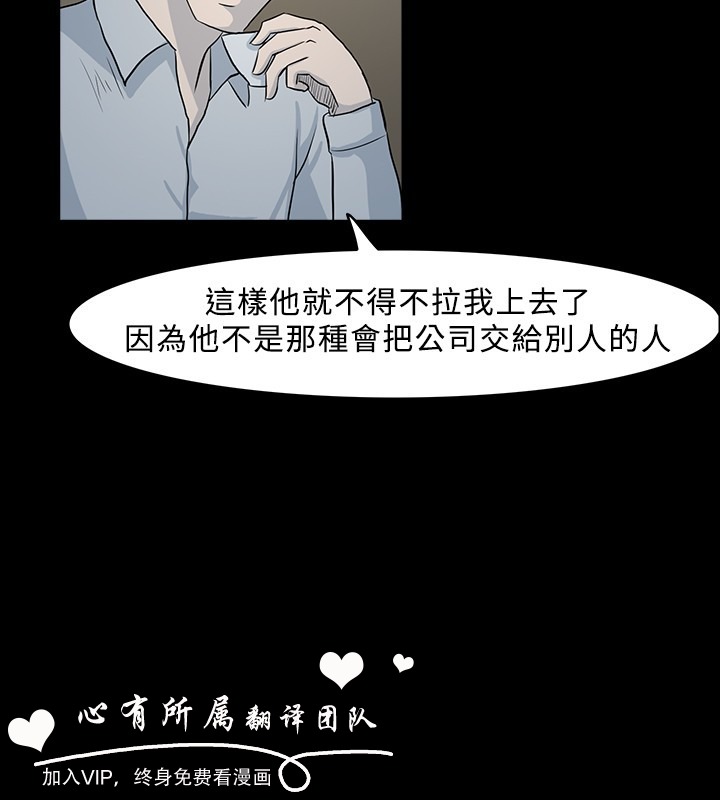 這樣他就不得不拉我上去了
因為他不是那種會把公司交給別人的人
心有所属翻译团队
加入VIP，终身免费看漫画